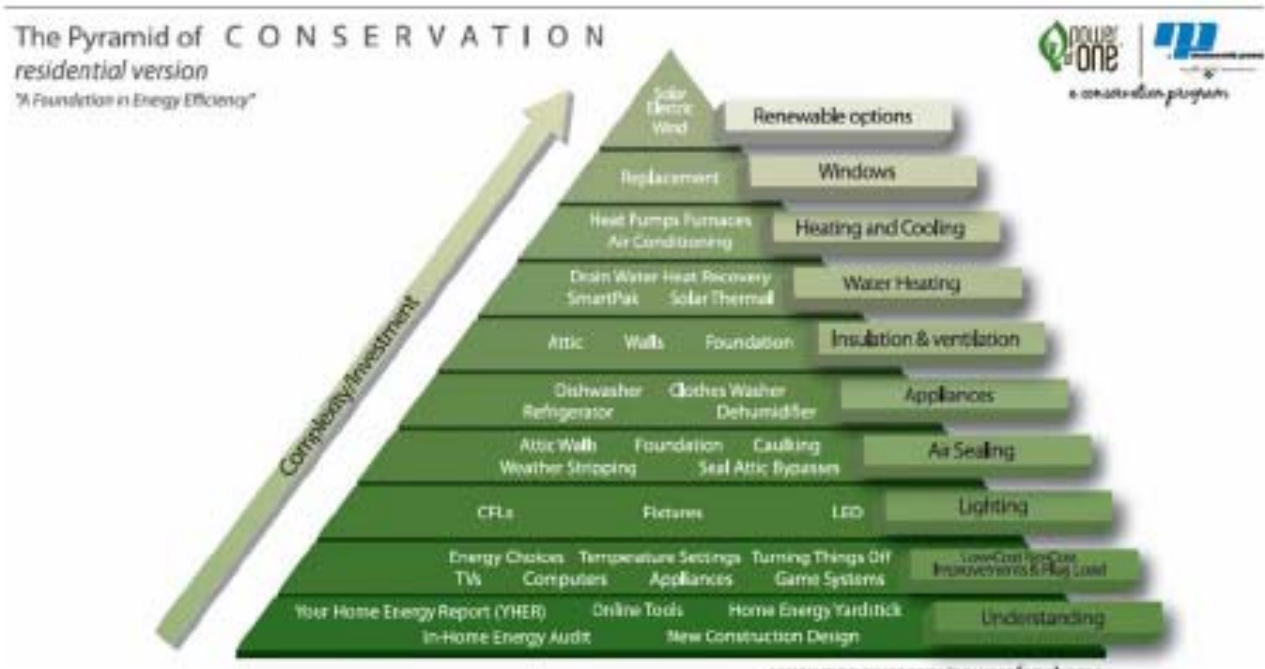 The Pyramid of CONSERVATION
residential version
"A Foundation in Energy Efficiency"
power of ONE
a conservation program
Complexity/Investment
Solar
Electric
Wind
Renewable options
Replacement
Windows
Heat Pumps Furnaces
Air Conditioning
Heating and Cooling
Drain Water Heat Recovery
SmartPak Solar Thermal
Water Heating
Attic Walls Foundation
Insulation & ventilation
Dishwasher Clothes Washer
Refrigerator Dehumidifier
Appliances
Attic Walls Foundation Caulking
Weather Stripping Seal Attic Bypasses
Air Sealing
CFLs Fixtures LED
Lighting
Energy Choices Temperature Settings Turning Things Off
TVs Computers Appliances Game Systems
Improvements & Plug Load
Your Home Energy Report (YHER) Online Tools Home Energy Yardstick
In-Home Energy Audit New Construction Design
Understanding